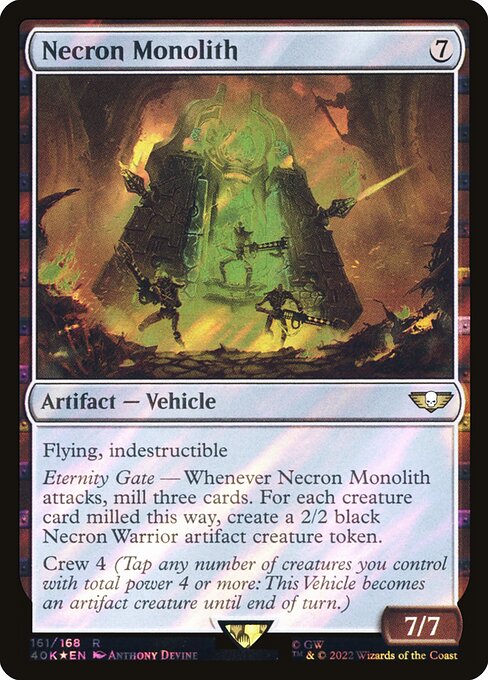 Necron Monolith 7
Artifact — Vehicle
Flying, indestructible
Eternity Gate — Whenever Necron Monolith
attacks, mill three cards. For each creature
card milled this way, create a 2/2 black
Necron Warrior artifact creature token.
Crew 4 (Tap any number of creatures you control
with total power 4 or more: This Vehicle becomes
an artifact creature until end of turn.)
7/7
161/168 R
40K★EN Anthony Devine
© GW
™ & © 2022 Wizards of the Coast